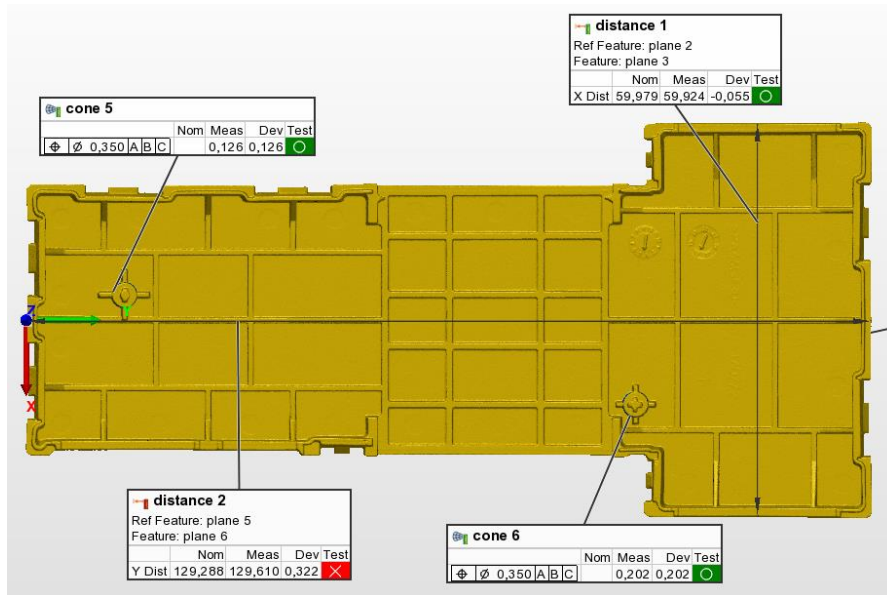 distance 1
Ref Feature: plane 2
Feature: plane 3
Nom Meas Dev Test
X Dist 59,979 59,924 -0,055
cone 5
Nom Meas Dev Test
⌖ Ø 0,350 A B C 0,126 0,126
Z
Y
X
distance 2
Ref Feature: plane 5
Feature: plane 6
Nom Meas Dev Test
Y Dist 129,288 129,610 0,322
cone 6
Nom Meas Dev Test
⌖ Ø 0,350 A B C 0,202 0,202